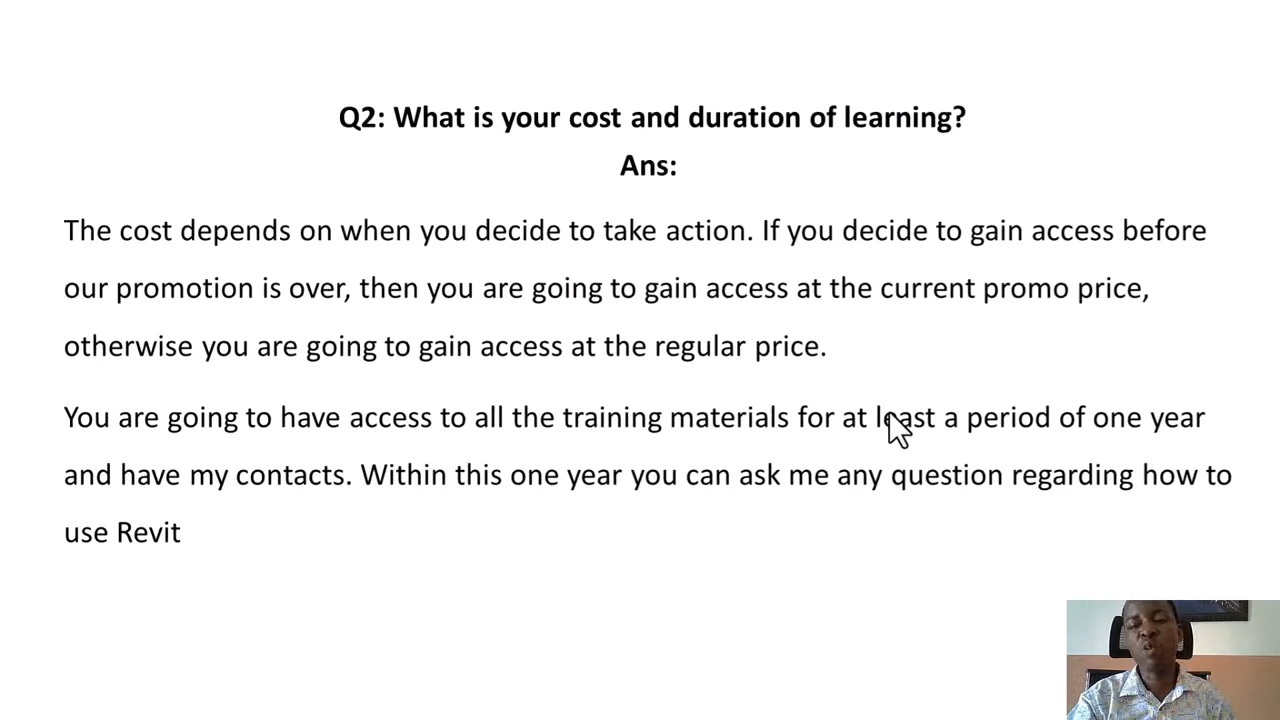 Q2: What is your cost and duration of learning?
Ans:
The cost depends on when you decide to take action. If you decide to gain access before
our promotion is over, then you are going to gain access at the current promo price,
otherwise you are going to gain access at the regular price.
You are going to have access to all the training materials for at least a period of one year
and have my contacts. Within this one year you can ask me any question regarding how to
use Revit